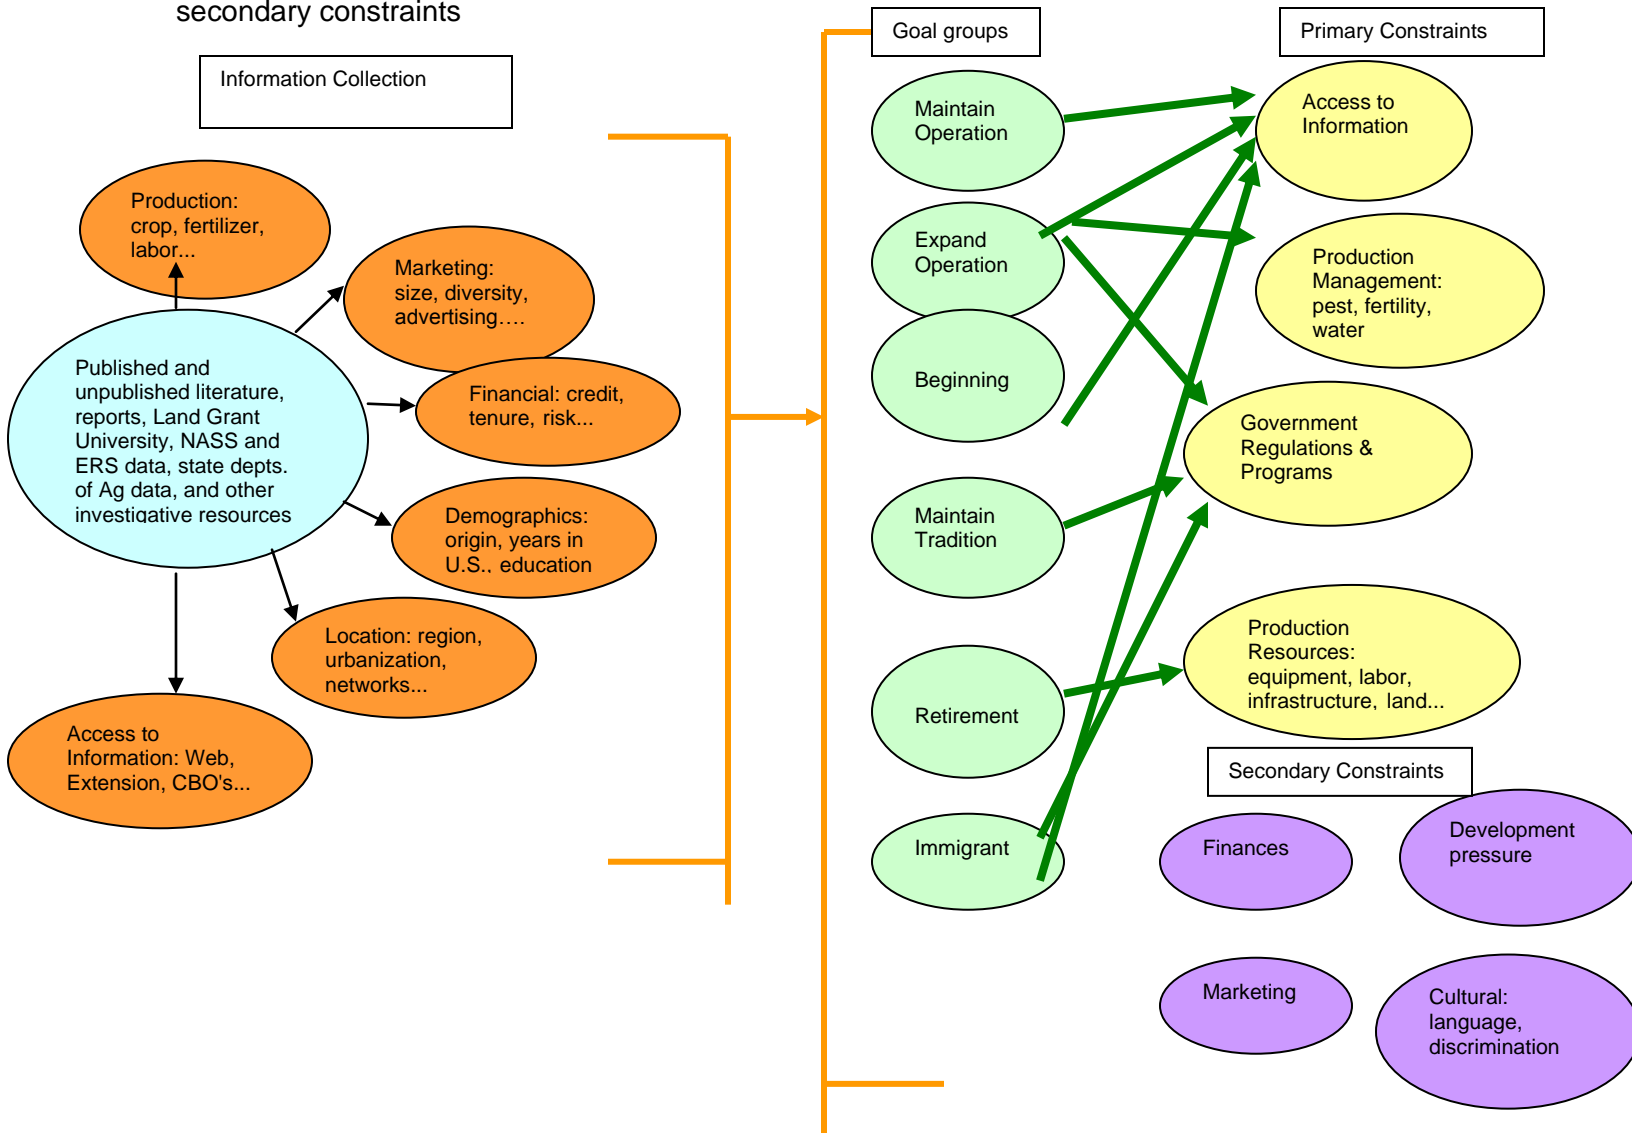 secondary constraints
Information Collection
Production:
crop, fertilizer,
labor...
Marketing:
size, diversity,
advertising….
Published and
unpublished literature,
reports, Land Grant
University, NASS and
ERS data, state depts.
of Ag data, and other
investigative resources
Financial: credit,
tenure, risk...
Demographics:
origin, years in
U.S., education
Location: region,
urbanization,
networks...
Access to
Information: Web,
Extension, CBO's...
Goal groups
Maintain
Operation
Expand
Operation
Beginning
Maintain
Tradition
Retirement
Immigrant
Primary Constraints
Access to
Information
Production
Management:
pest, fertility,
water
Government
Regulations &
Programs
Production
Resources:
equipment, labor,
infrastructure, land...
Secondary Constraints
Finances
Development
pressure
Marketing
Cultural:
language,
discrimination